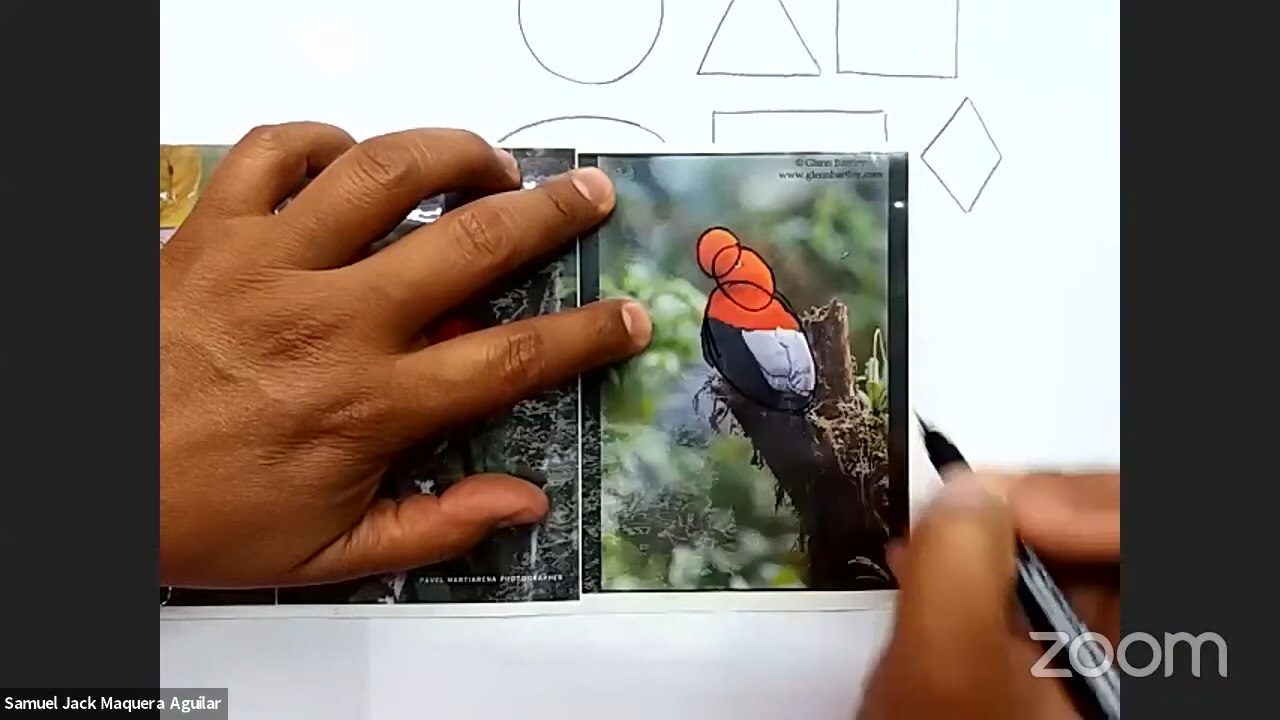 © Glenn Bartley
www.glennbartley.com
PAVEL MARTIARENA PHOTOGRAPHER
zoom
Samuel Jack Maquera Aguilar